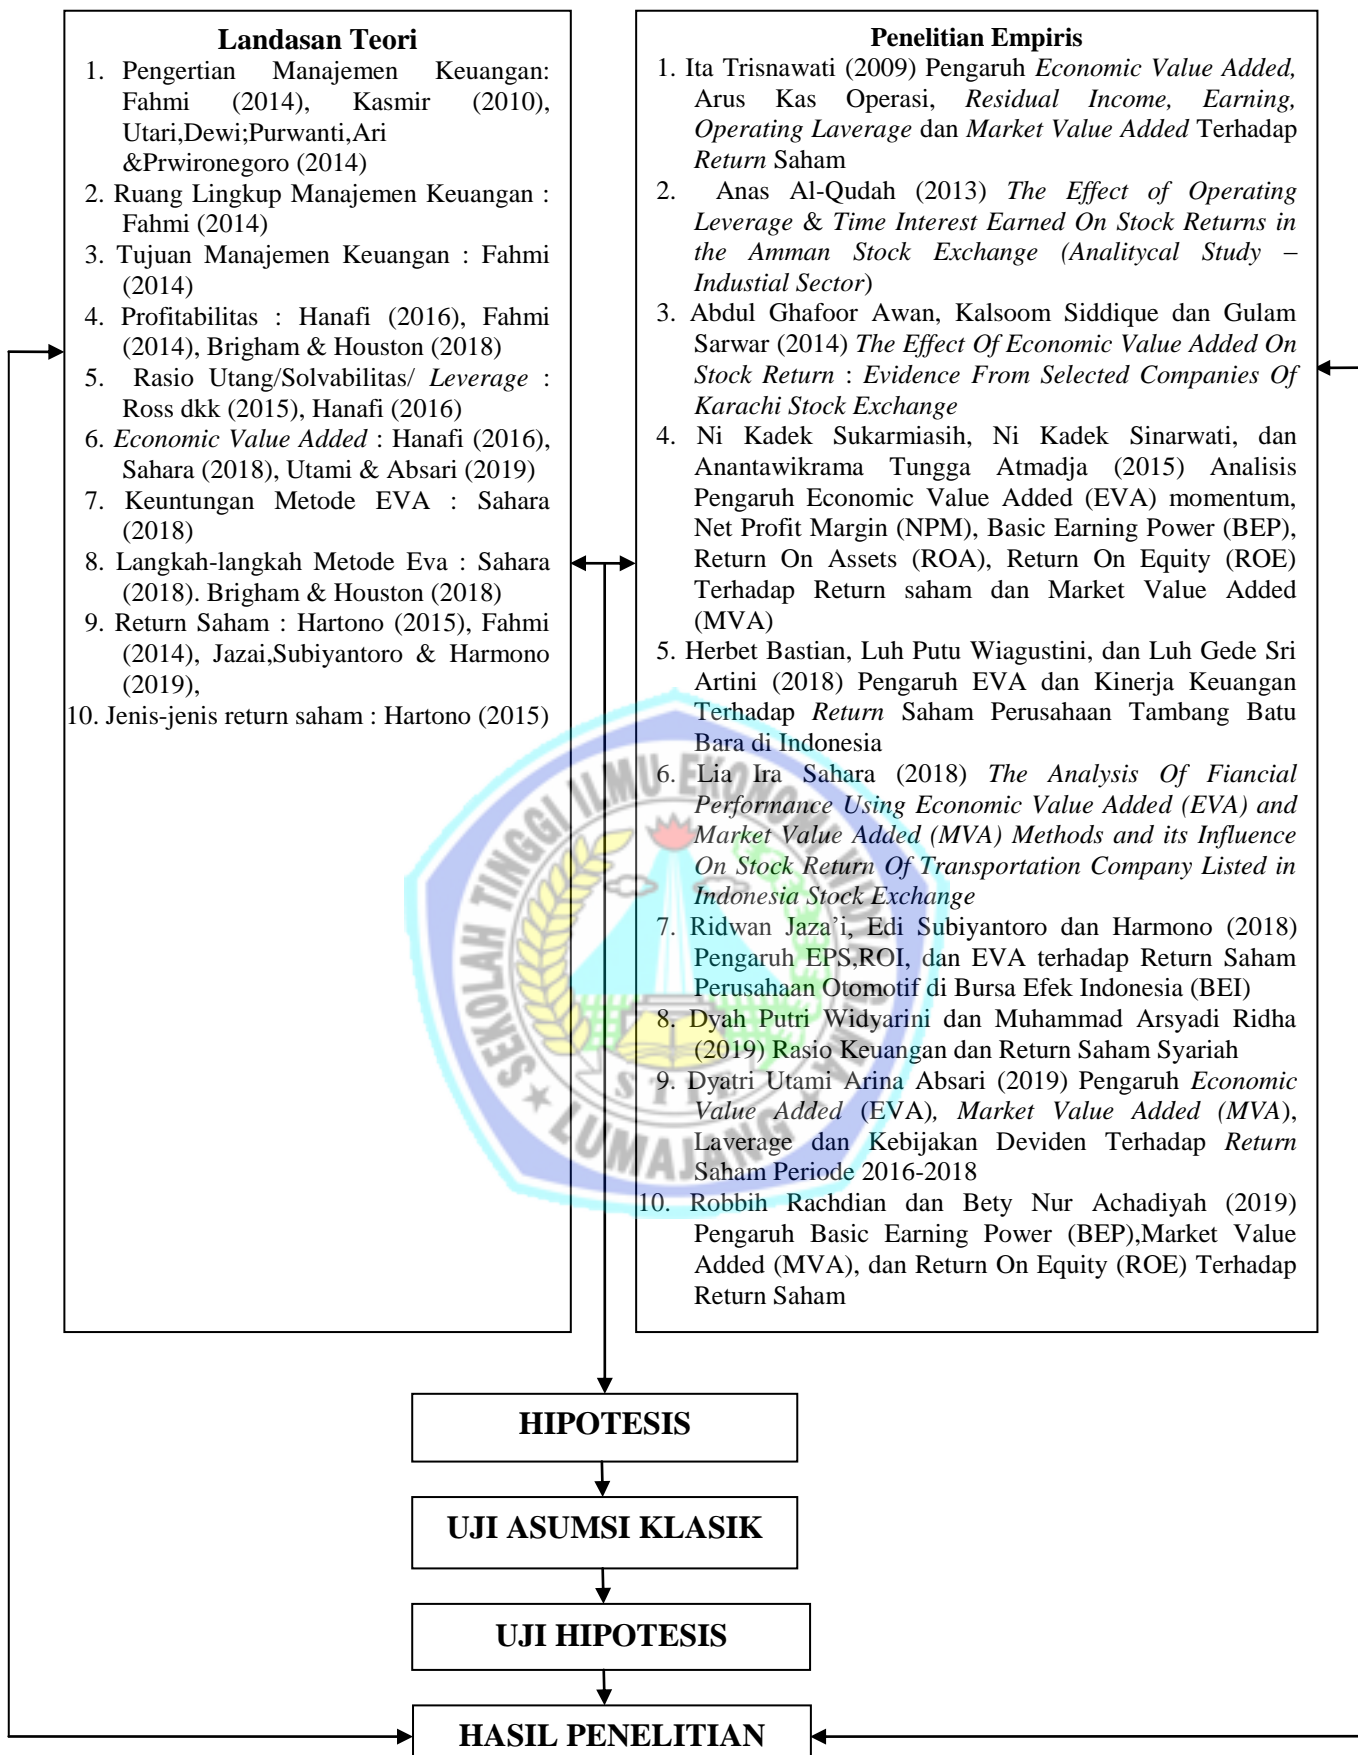 Landasan Teori
1. Pengertian Manajemen Keuangan:
Fahmi (2014), Kasmir (2010),
Utari,Dewi;Purwanti,Ari
&Prwironegoro (2014)
2. Ruang Lingkup Manajemen Keuangan :
Fahmi (2014)
3. Tujuan Manajemen Keuangan : Fahmi
(2014)
4. Profitabilitas : Hanafi (2016), Fahmi
(2014), Brigham & Houston (2018)
5. Rasio Utang/Solvabilitas/ Leverage :
Ross dkk (2015), Hanafi (2016)
6. Economic Value Added : Hanafi (2016),
Sahara (2018), Utami & Absari (2019)
7. Keuntungan Metode EVA : Sahara
(2018)
8. Langkah-langkah Metode Eva : Sahara
(2018). Brigham & Houston (2018)
9. Return Saham : Hartono (2015), Fahmi
(2014), Jazai,Subiyantoro & Harmono
(2019),
10. Jenis-jenis return saham : Hartono (2015)
Penelitian Empiris
1. Ita Trisnawati (2009) Pengaruh Economic Value Added,
Arus Kas Operasi, Residual Income, Earning,
Operating Laverage dan Market Value Added Terhadap
Return Saham
2. Anas Al-Qudah (2013) The Effect of Operating
Leverage & Time Interest Earned On Stock Returns in
the Amman Stock Exchange (Analitycal Study –
Industial Sector)
3. Abdul Ghafoor Awan, Kalsoom Siddique dan Gulam
Sarwar (2014) The Effect Of Economic Value Added On
Stock Return : Evidence From Selected Companies Of
Karachi Stock Exchange
4. Ni Kadek Sukarmiasih, Ni Kadek Sinarwati, dan
Anantawikrama Tungga Atmadja (2015) Analisis
Pengaruh Economic Value Added (EVA) momentum,
Net Profit Margin (NPM), Basic Earning Power (BEP),
Return On Assets (ROA), Return On Equity (ROE)
Terhadap Return saham dan Market Value Added
(MVA)
5. Herbet Bastian, Luh Putu Wiagustini, dan Luh Gede Sri
Artini (2018) Pengaruh EVA dan Kinerja Keuangan
Terhadap Return Saham Perusahaan Tambang Batu
Bara di Indonesia
6. Lia Ira Sahara (2018) The Analysis Of Fiancial
Performance Using Economic Value Added (EVA) and
Market Value Added (MVA) Methods and its Influence
On Stock Return Of Transportation Company Listed in
Indonesia Stock Exchange
7. Ridwan Jaza'i, Edi Subiyantoro dan Harmono (2018)
Pengaruh EPS,ROI, dan EVA terhadap Return Saham
Perusahaan Otomotif di Bursa Efek Indonesia (BEI)
8. Dyah Putri Widyarini dan Muhammad Arsyadi Ridha
(2019) Rasio Keuangan dan Return Saham Syariah
9. Dyatri Utami Arina Absari (2019) Pengaruh Economic
Value Added (EVA), Market Value Added (MVA),
Laverage dan Kebijakan Deviden Terhadap Return
Saham Periode 2016-2018
10. Robbih Rachdian dan Bety Nur Achadiyah (2019)
Pengaruh Basic Earning Power (BEP),Market Value
Added (MVA), dan Return On Equity (ROE) Terhadap
Return Saham
SEKOLAH TINGGI ILMU EKONOMI WIDYA GAMA
STIE
LUMAJANG
HIPOTESIS
UJI ASUMSI KLASIK
UJI HIPOTESIS
HASIL PENELITIAN